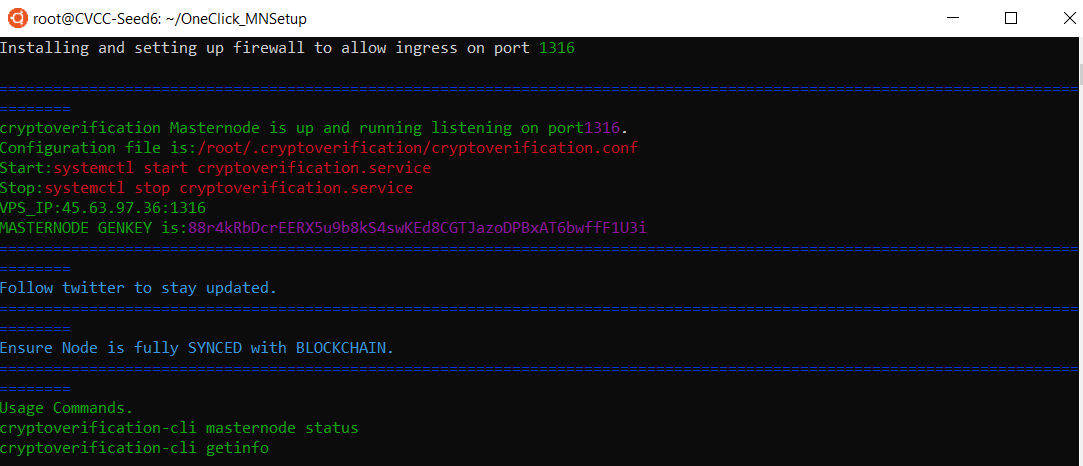 root@CVCC-Seed6: ~/OneClick_MNSetup
Installing and setting up firewall to allow ingress on port 1316
========================================================================================================================
========
cryptoverification Masternode is up and running listening on port1316.
Configuration file is:/root/.cryptoverification/cryptoverification.conf
Start:systemctl start cryptoverification.service
Stop:systemctl stop cryptoverification.service
VPS_IP:45.63.97.36:1316
MASTERNODE GENKEY is:88r4kRbDcrEERX5u9b8kS4swKEd8CGTJazoDPBxAT6bwffF1U3i
========================================================================================================================
========
Follow twitter to stay updated.
========================================================================================================================
========
Ensure Node is fully SYNCED with BLOCKCHAIN.
========================================================================================================================
========
Usage Commands.
cryptoverification-cli masternode status
cryptoverification-cli getinfo